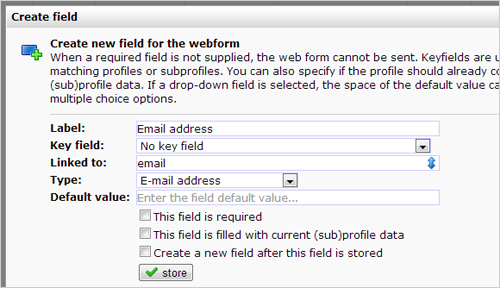 Create field
Create new field for the webform
When a required field is not supplied, the web form cannot be sent. Keyfields are
matching profiles or subprofiles. You can also specify if the profile should already
(sub)profile data. If a drop-down field is selected, the space of the default value
multiple choice options.
Label: Email address
Key field: No key field
Linked to: email
Type: E-mail address
Default value: Enter the field default value...
This field is required
This field is filled with current (sub)profile data
Create a new field after this field is stored
store